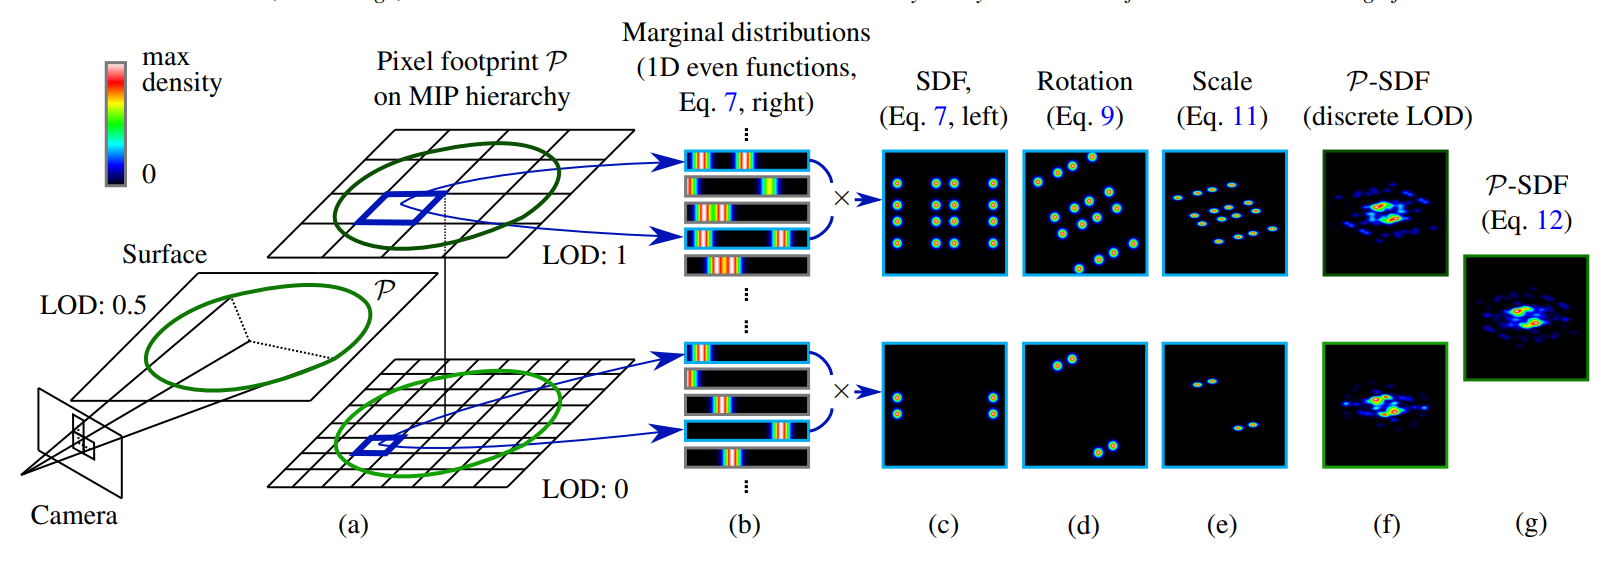 max
density
0
Pixel footprint 𝒫
on MIP hierarchy
Marginal distributions
(1D even functions,
Eq. 7, right)
SDF,
(Eq. 7, left)
Rotation
(Eq. 9)
Scale
(Eq. 11)
𝒫-SDF
(discrete LOD)
𝒫-SDF
(Eq. 12)
LOD: 1
Surface
LOD: 0.5
𝒫
×
×
LOD: 0
Camera
(a)
(b)
(c)
(d)
(e)
(f)
(g)